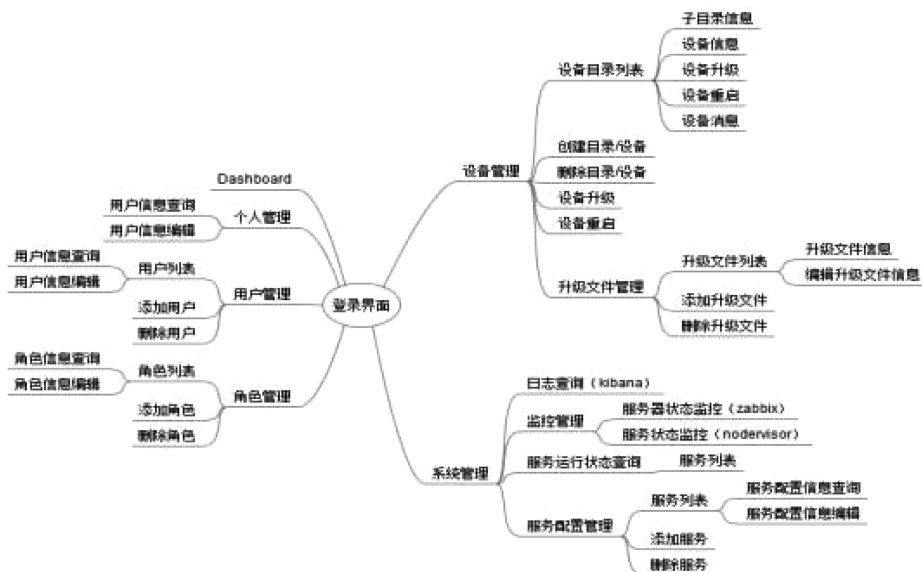 登录界面
Dashboard
个人管理
用户信息查询
用户信息编辑
用户管理
用户列表
用户信息查询
用户信息编辑
添加用户
删除用户
角色管理
角色列表
角色信息查询
角色信息编辑
添加角色
删除角色
设备管理
设备目录列表
子目录信息
设备信息
设备升级
设备重启
设备消息
创建目录/设备
删除目录/设备
设备升级
设备重启
升级文件管理
升级文件列表
升级文件信息
编辑升级文件信息
添加升级文件
删除升级文件
系统管理
日志查询（kibana）
监控管理
服务器状态监控（zabbix）
服务状态监控（nodervisor）
服务运行状态查询
服务列表
服务配置管理
服务列表
服务配置信息查询
服务配置信息编辑
添加服务
删除服务